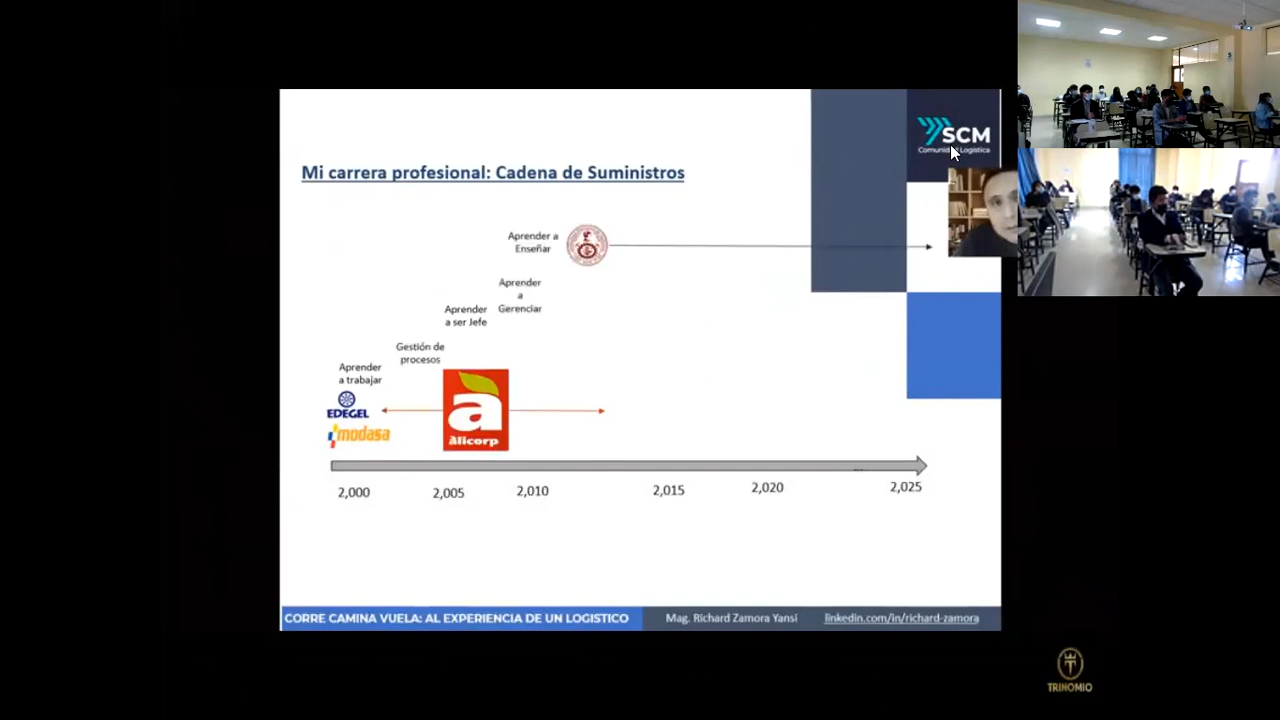 SCM
Comunidad Logística
Mi carrera profesional: Cadena de Suministros
Aprender a
Enseñar
Aprender
a
Gerenciar
Aprender
a ser Jefe
Gestión de
procesos
Aprender
a trabajar
EDEGEL
modasa
a
alicorp
2,000
2,005
2,010
2,015
2,020
2,025
CORRE CAMINA VUELA: AL EXPERIENCIA DE UN LOGISTICO
Mag. Richard Zamora Yansi
linkedin.com/in/richard-zamora
TRINOMIO